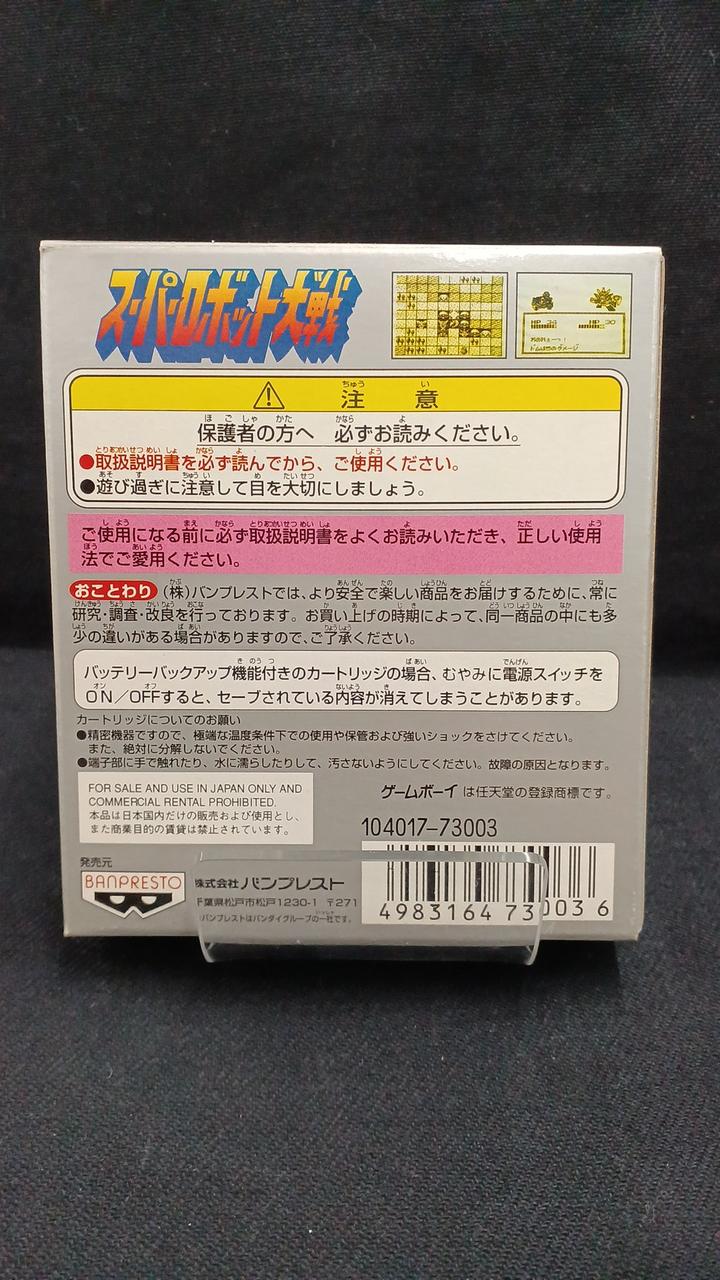 スーパーロボット大戦
注意
保護者の方へ 必ずお読みください。
●取扱説明書を必ず読んでから、ご使用ください。
●遊び過ぎに注意して目を大切にしましょう。
ご使用になる前に必ず取扱説明書をよくお読みいただき、正しい使用
法でご愛用ください。
おことわり (株)バンプレストでは、より安全で楽しい商品をお届けするために、常に
研究・調査・改良を行っております。お買い上げの時期によって、同一商品の中にも多
少の違いがある場合がありますので、ご了承ください。
バッテリーバックアップ機能付きのカートリッジの場合、むやみに電源スイッチを
ON/OFFすると、セーブされている内容が消えてしまうことがあります。
カートリッジについてのお願い
●精密機器ですので、極端な温度条件下での使用や保管および強いショックをさけてください。
また、絶対に分解しないでください。
●端子部に手で触れたり、水に濡らしたりして、汚さないようにしてください。故障の原因となります。
FOR SALE AND USE IN JAPAN ONLY AND
COMMERCIAL RENTAL PROHIBITED.
本品は日本国内だけの販売および使用とし、
また商業目的の賃貸は禁止されています。
ゲームボーイは任天堂の登録商標です。
104017-73003
発売元
BANPRESTO
株式会社バンプレスト
千葉県松戸市松戸1230-1 〒271
バンプレストはバンダイグループの一社です。
4983164 730036